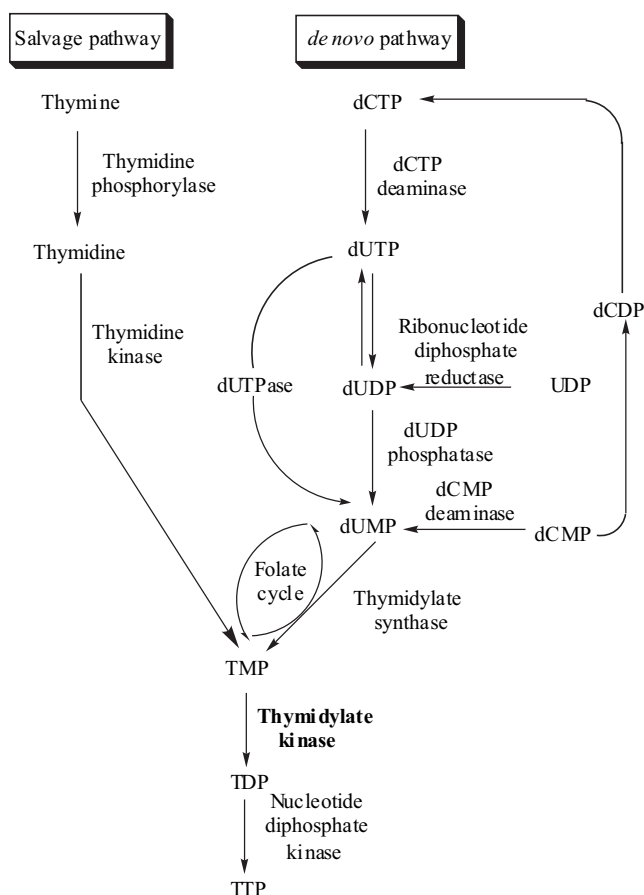 Salvage pathway
de novo pathway
Thymine
dCTP
Thymidine
phosphorylase
dCTP
deaminase
Thymidine
dUTP
dCDP
Thymidine
kinase
Ribonucleotide
diphosphate
reductase
dUTPase
dUDP
UDP
dUDP
phosphatase
dCMP
deaminase
dUMP
dCMP
Folate
cycle
Thymidylate
synthase
TMP
Thymidylate
kinase
TDP
Nucleotide
diphosphate
kinase
TTP